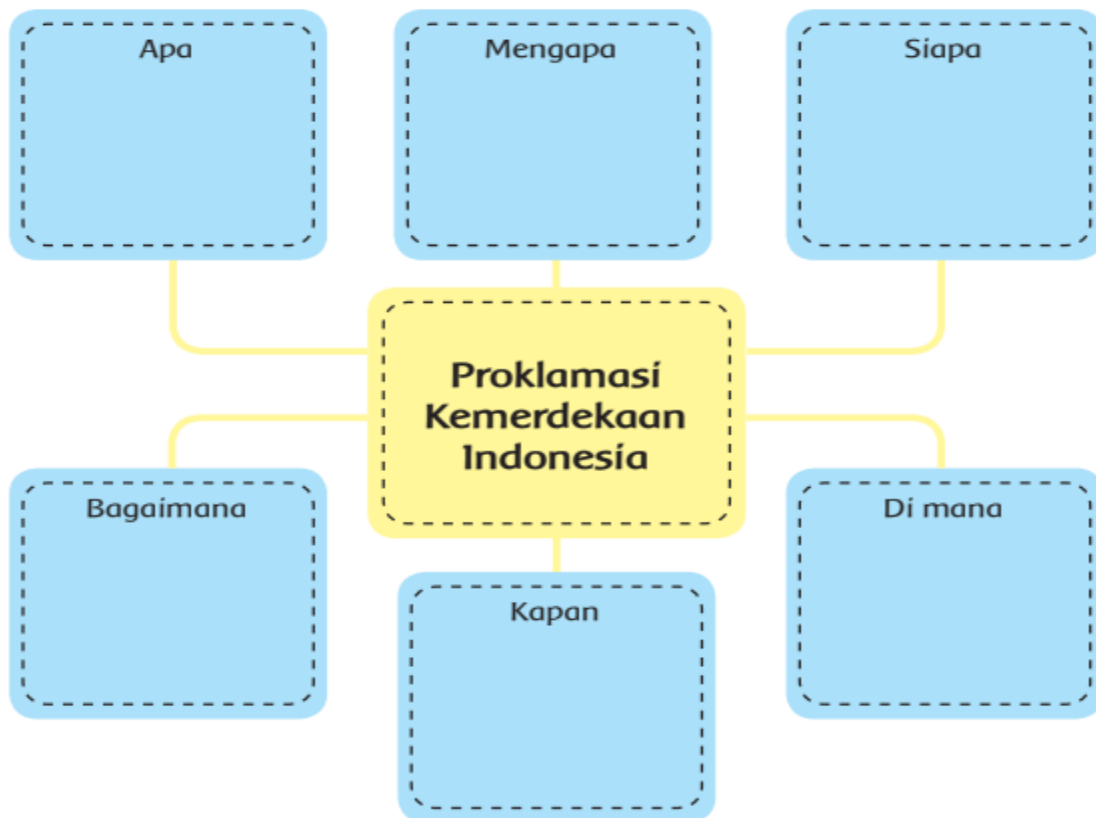 Apa
Mengapa
Siapa
Proklamasi
Kemerdekaan
Indonesia
Bagaimana
Di mana
Kapan